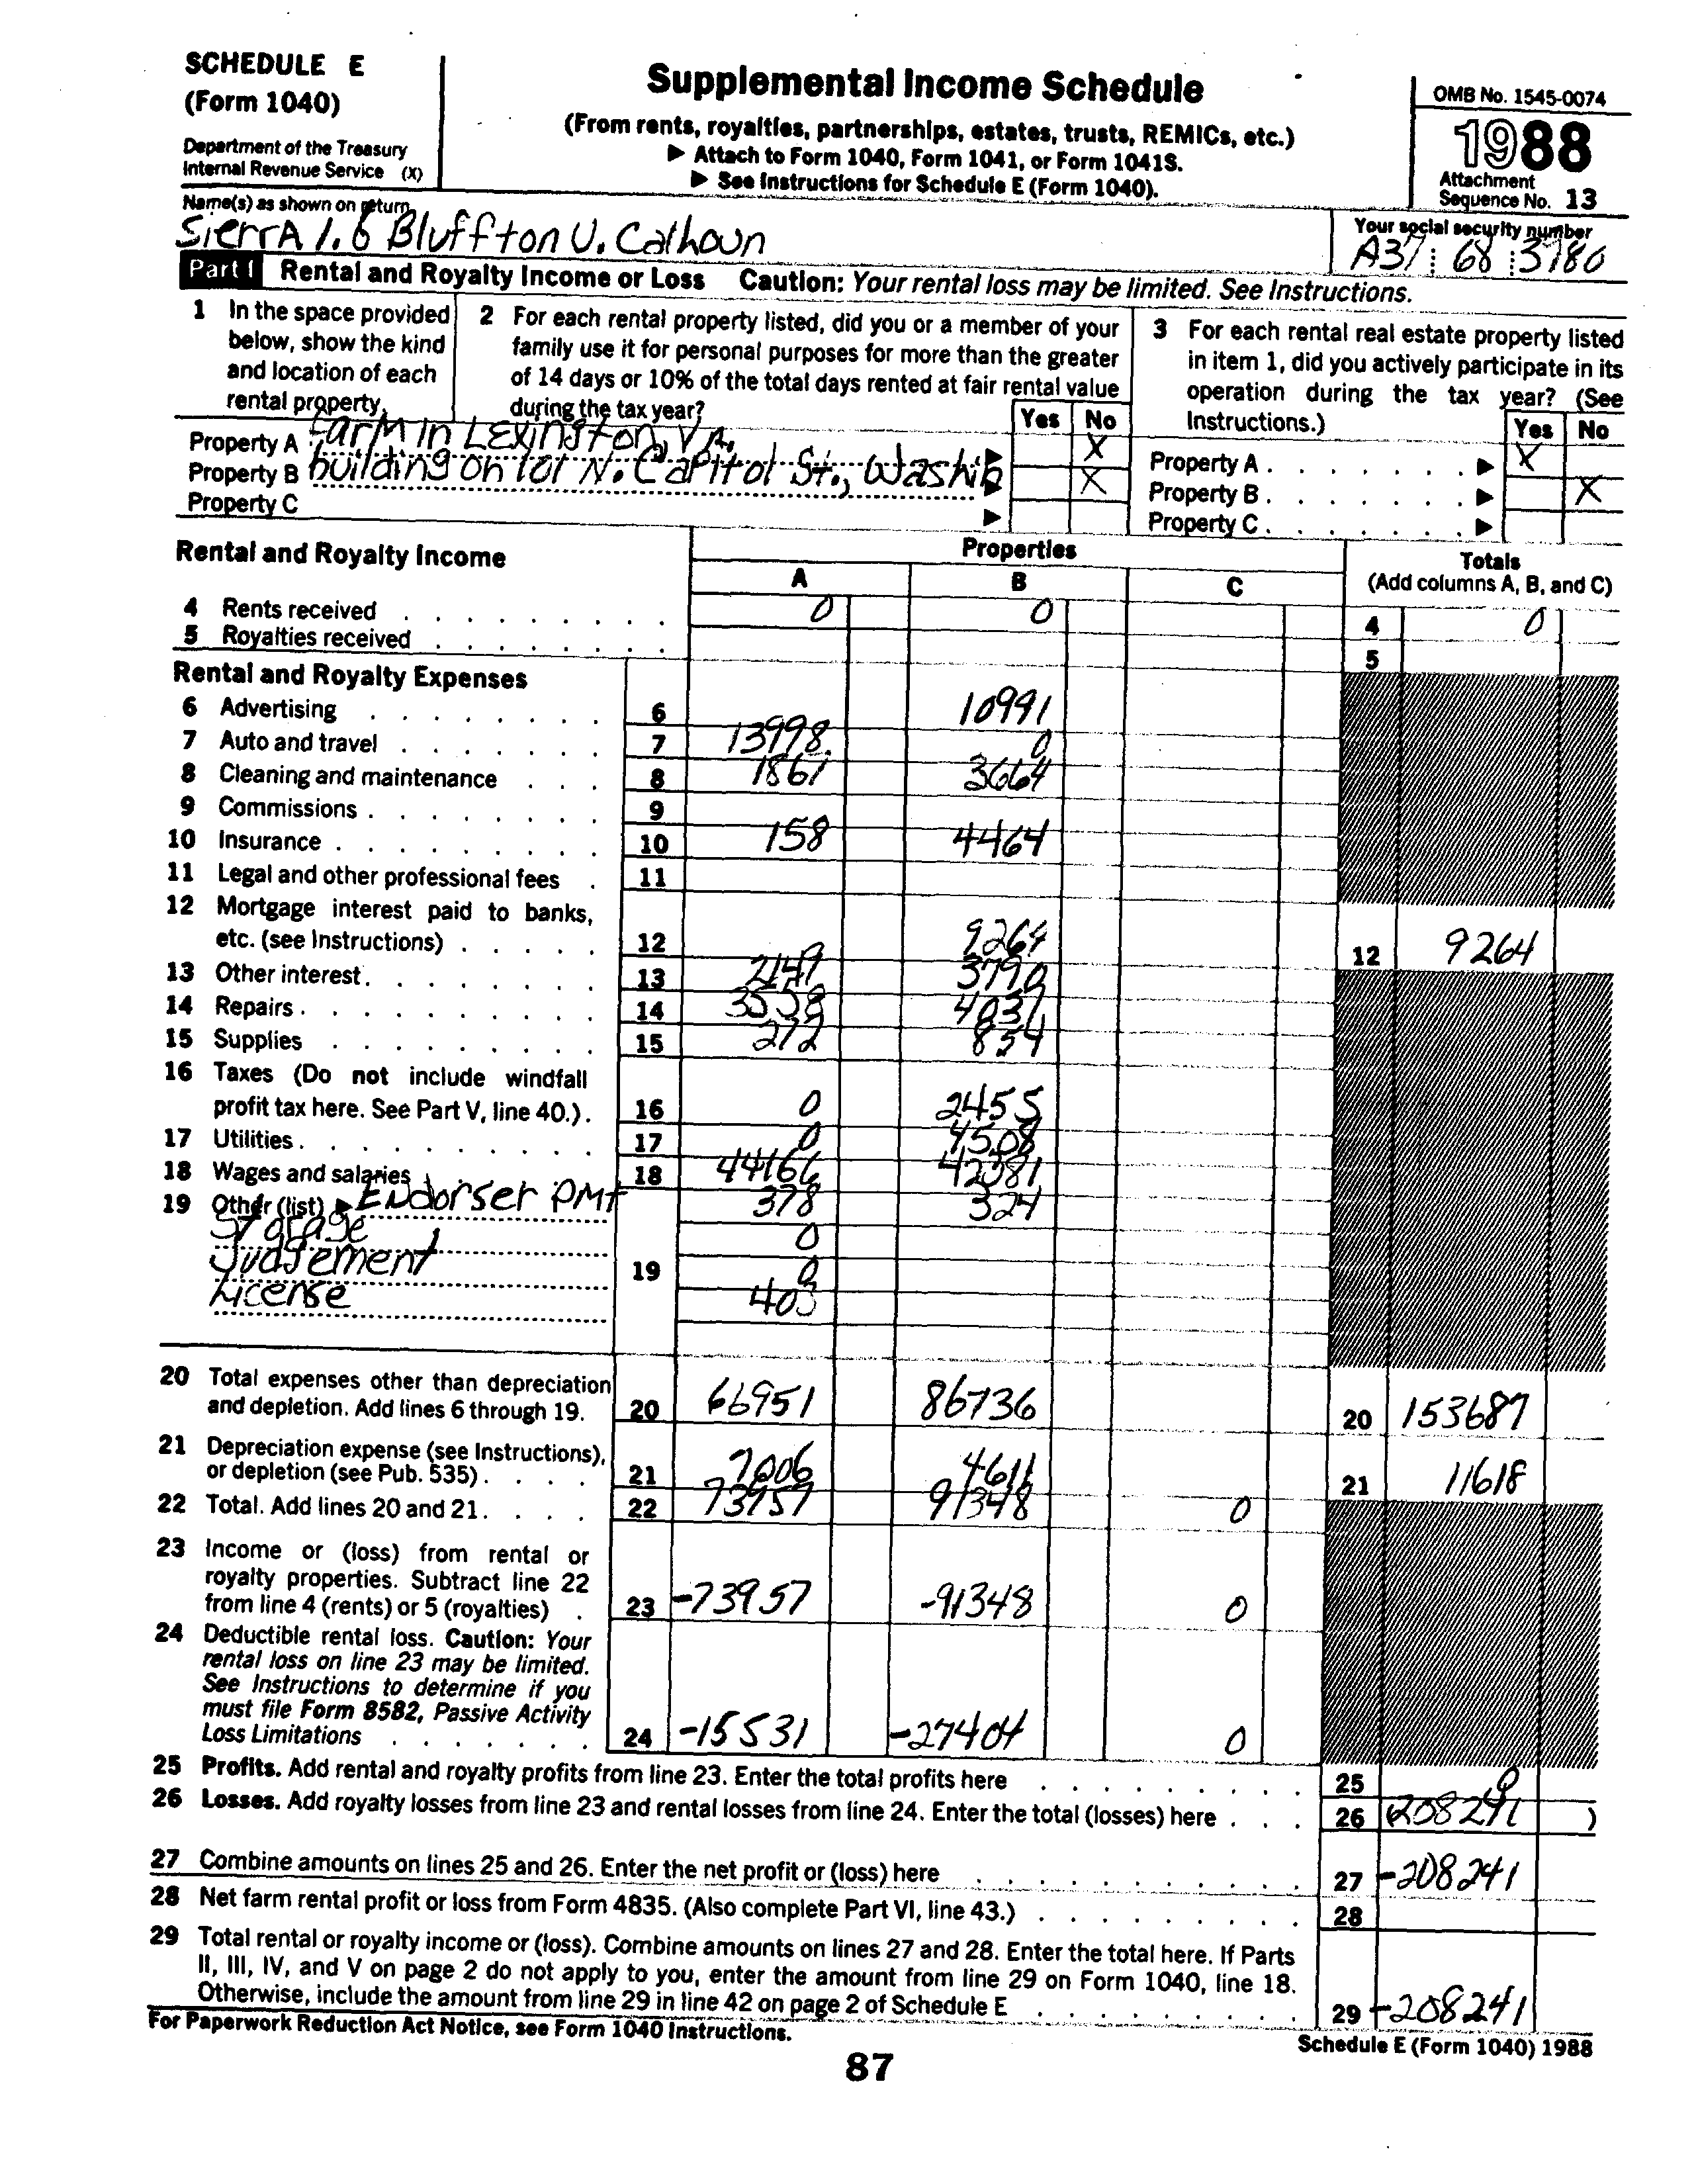 SCHEDULE E
(Form 1040)
Department of the Treasury
Internal Revenue Service (X)
Supplemental Income Schedule
(From rents, royalties, partnerships, estates, trusts, REMICs, etc.)
▶ Attach to Form 1040, Form 1041, or Form 1041S.
▶ See Instructions for Schedule E (Form 1040).
OMB No. 1545-0074
1988
Attachment
Sequence No. 13
Name(s) as shown on return
SierrA 1.6 Bluffton U. Calhoun
Your social security number
A37 68 3780
Part I Rental and Royalty Income or Loss Caution: Your rental loss may be limited. See Instructions.
1 In the space provided below, show the kind and location of each rental property.
2 For each rental property listed, did you or a member of your family use it for personal purposes for more than the greater of 14 days or 10% of the total days rented at fair rental value during the tax year?
3 For each rental real estate property listed in item 1, did you actively participate in its operation during the tax year? (See Instructions.)
Yes No
Yes No
Property A Farm in Lexington, VA. ▶ X
Property A ▶ X
Property B building on lot N. Capitol St., Washin ▶ X
Property B ▶ X
Property C ▶
Property C ▶
Rental and Royalty Income
Properties
A B C
Totals
(Add columns A, B, and C)
4 Rents received 0 0 4 0
5 Royalties received 5
Rental and Royalty Expenses
6 Advertising 6 10991
7 Auto and travel 7 13998. 0
8 Cleaning and maintenance 8 1861 3664
9 Commissions 9
10 Insurance 10 158 4464
11 Legal and other professional fees 11
12 Mortgage interest paid to banks,
etc. (see Instructions) 12 9264 12 9264
13 Other interest 13 2149 3790
14 Repairs 14 3558 4037
15 Supplies 15 272 854
16 Taxes (Do not include windfall
profit tax here. See Part V, line 40.) 16 0 2455
17 Utilities 17 0 4508
18 Wages and salaries 18 44166 42381
19 Other (list) ▶ Endorser PMt 378 324
Storage 0
Judgement 19 0
License 403
20 Total expenses other than depreciation
and depletion. Add lines 6 through 19. 20 66951 86736 20 153687
21 Depreciation expense (see Instructions),
or depletion (see Pub. 535) 21 7006 4611 21 11618
22 Total. Add lines 20 and 21 22 73957 91348 0
23 Income or (loss) from rental or
royalty properties. Subtract line 22
from line 4 (rents) or 5 (royalties) 23 -73957 -91348 0
24 Deductible rental loss. Caution: Your
rental loss on line 23 may be limited.
See Instructions to determine if you
must file Form 8582, Passive Activity
Loss Limitations 24 -15531 -27404 0
25 Profits. Add rental and royalty profits from line 23. Enter the total profits here 25 0
26 Losses. Add royalty losses from line 23 and rental losses from line 24. Enter the total (losses) here 26 (208241 )
27 Combine amounts on lines 25 and 26. Enter the net profit or (loss) here 27 -208241
28 Net farm rental profit or loss from Form 4835. (Also complete Part VI, line 43.) 28
29 Total rental or royalty income or (loss). Combine amounts on lines 27 and 28. Enter the total here. If Parts
II, III, IV, and V on page 2 do not apply to you, enter the amount from line 29 on Form 1040, line 18.
Otherwise, include the amount from line 29 in line 42 on page 2 of Schedule E 29 -208241
For Paperwork Reduction Act Notice, see Form 1040 Instructions.
Schedule E (Form 1040) 1988
87